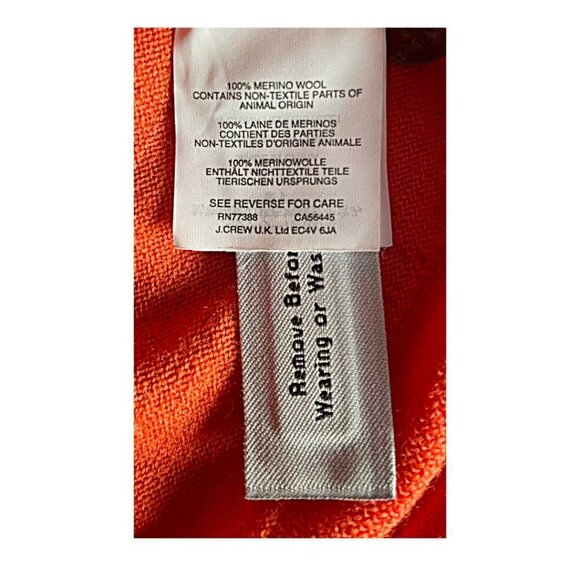 100% MERINO WOOL
CONTAINS NON-TEXTILE PARTS OF
ANIMAL ORIGIN
100% LAINE DE MERINOS
CONTIENT DES PARTIES
NON-TEXTILES D'ORIGINE ANIMALE
100% MERINOWOLLE
ENTHÄLT NICHTTEXTILE TEILE
TIERISCHEN URSPRUNGS
SEE REVERSE FOR CARE
RN77388 CA56445
J.CREW U.K. Ltd EC4V 6JA
Remove Befor
Wearing or Was